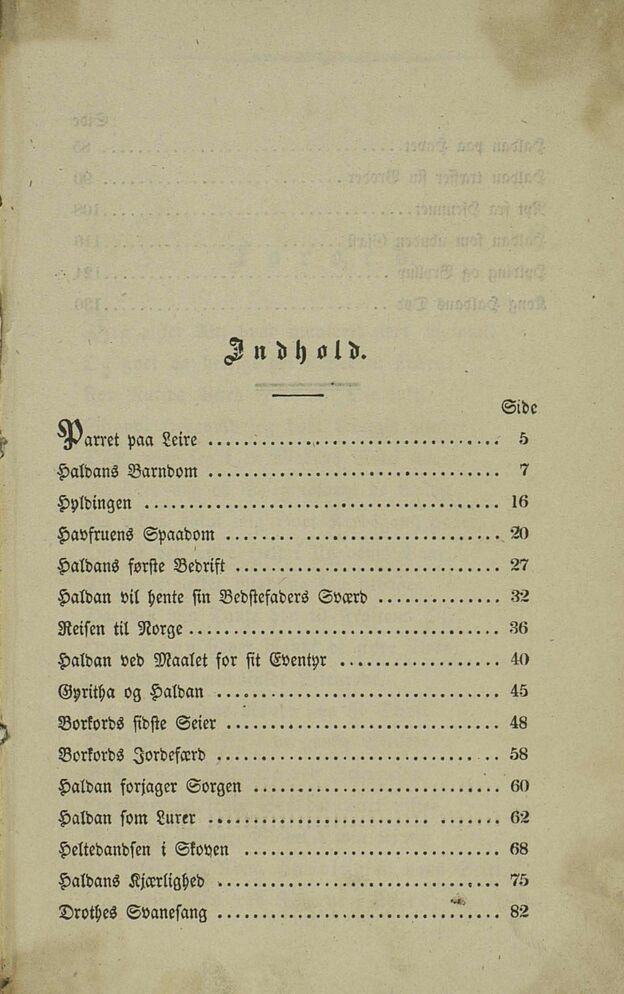 Indhold.
Side
Parret paa Leire ................................ 5
Haldans Barndom ................................ 7
Hyldingen ................................ 16
Havfruens Spaadom ................................ 20
Haldans første Bedrift ................................ 27
Haldan vil hente sin Bedstefaders Sværd .............. 32
Reisen til Norge ................................ 36
Haldan ved Maalet for sit Eventyr .................. 40
Gyritha og Haldan ................................ 45
Borkords sidste Seier ................................ 48
Borkords Jordefærd ................................ 58
Haldan forjager Sorgen ............................ 60
Haldan som Lurer ................................ 62
Heltedandsen i Skoven ............................ 68
Haldans Kjærlighed ................................ 75
Drothes Svanesang ................................ 82